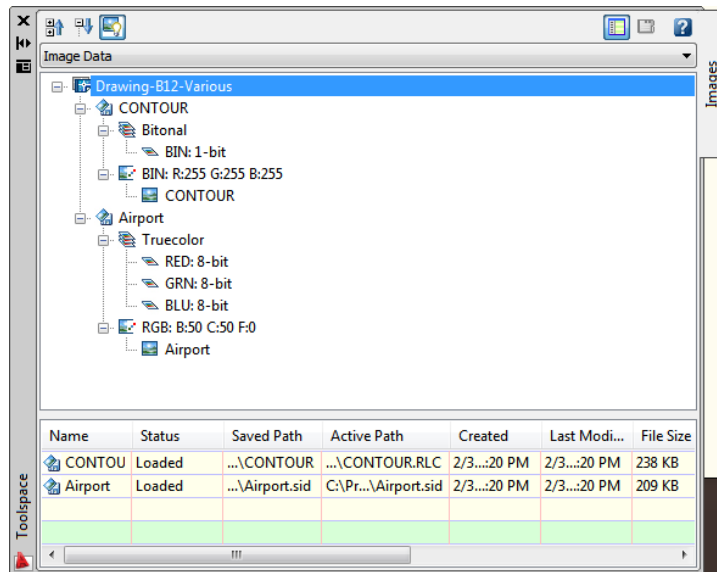 Image Data
Images
Drawing-B12-Various
CONTOUR
Bitonal
BIN: 1-bit
BIN: R:255 G:255 B:255
CONTOUR
Airport
Truecolor
RED: 8-bit
GRN: 8-bit
BLU: 8-bit
RGB: B:50 C:50 F:0
Airport
Name Status Saved Path Active Path Created Last Modi... File Size
CONTOU Loaded ...\CONTOUR ...\CONTOUR.RLC 2/3...:20 PM 2/3...:20 PM 238 KB
Airport Loaded ...\Airport.sid C:\Pr...\Airport.sid 2/3...:20 PM 2/3...:20 PM 209 KB
Toolspace